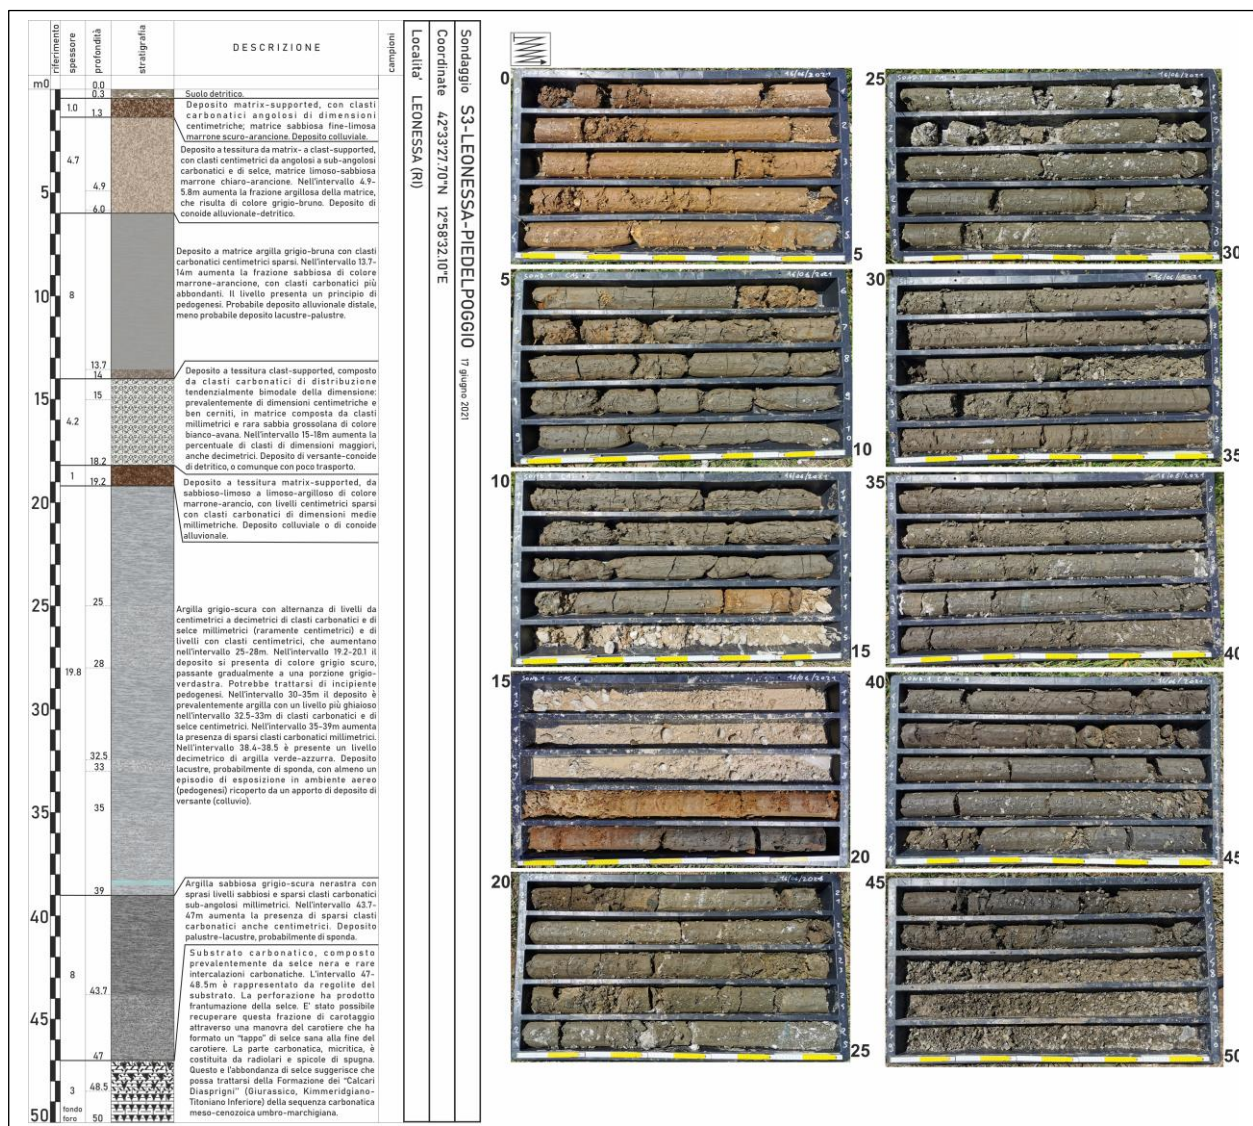 riferimento
spessore
profondità
stratigrafia
DESCRIZIONE
campioni
Località' LEONESSA (RI)
Coordinate 42°33'27.70"N 12°58'32.10"E
Sondaggio S3-LEONESSA-PIEDELPOGGIO 17 giugno 2021
m0
0.0
0.3
Suolo detritico.
1.0
1.3
Deposito matrix-supported, con clasti
carbonatici angolosi di dimensioni
centimetriche; matrice sabbiosa fine-limosa
marrone scuro-arancione. Deposito colluviale.
4.7
4.9
5
6.0
Deposito a tessitura da matrix- a clast-supported,
con clasti centimetrici da angolosi a sub-angolosi
carbonatici e di selce, matrice limoso-sabbiosa
marrone chiaro-arancione. Nell'intervallo 4.9-
5.8m aumenta la frazione argillosa della matrice,
che risulta di colore grigio-bruno. Deposito di
conoide alluvionale-detritico.
8
10
13.7
14
Deposito a matrice argilla grigio-bruna con clasti
carbonatici centimetrici sparsi. Nell'intervallo 13.7-
14m aumenta la frazione sabbiosa di colore
marrone-arancione, con clasti carbonatici più
abbondanti. Il livello presenta un principio di
pedogenesi. Probabile deposito alluvionale distale,
meno probabile deposito lacustre-palustre.
15
15
4.2
18.2
Deposito a tessitura clast-supported, composto
da clasti carbonatici di distribuzione
tendenzialmente bimodale della dimensione:
prevalentemente di dimensioni centimetriche e
ben cerniti, in matrice composta da clasti
millimetrici e rara sabbia grossolana di colore
bianco-avana. Nell'intervallo 15-18m aumenta la
percentuale di clasti di dimensioni maggiori,
anche decimetrici. Deposito di versante-conoide
di detritico, o comunque con poco trasporto.
1
19.2
20
Deposito a tessitura matrix-supported, da
sabbioso-limoso a limoso-argilloso di colore
marrone-arancio, con livelli centimetri sparsi
con clasti carbonatici di dimensioni medie
millimetriche. Deposito colluviale o di conoide
alluvionale.
25
25
28
19.8
30
32.5
33
35
35
39
Argilla grigio-scura con alternanza di livelli da
centimetrici a decimetrici di clasti carbonatici e di
selce millimetrici (raramente centimetrici) e di
livelli con clasti centimetrici, che aumentano
nell'intervallo 25-28m. Nell'intervallo 19.2-20.1 il
deposito si presenta di colore grigio scuro,
passante gradualmente a una porzione grigio-
verdastra. Potrebbe trattarsi di incipiente
pedogenesi. Nell'intervallo 30-35m il deposito è
prevalentemente argilla con un livello più ghiaioso
nell'intervallo 32.5-33m di clasti carbonatici e di
selce centimetrici. Nell'intervallo 35-39m aumenta
la presenza di sparsi clasti carbonatici millimetrici.
Nell'intervallo 38.4-38.5 è presente un livello
decimetrico di argilla verde-azzurra. Deposito
lacustre, probabilmente di sponda, con almeno un
episodio di esposizione in ambiente aereo
(pedogenesi) ricoperto da un apporto di deposito di
versante (colluvio).
40
8
43.7
45
47
Argilla sabbiosa grigio-scura nerastra con
sprasi livelli sabbiosi e sparsi clasti carbonatici
sub-angolosi millimetrici. Nell'intervallo 43.7-
47m aumenta la presenza di sparsi clasti
carbonatici anche centimetrici. Deposito
palustre-lacustre, probabilmente di sponda.
3
48.5
fondo
foro
50
50
Substrato carbonatico, composto
prevalentemente da selce nera e rare
intercalazioni carbonatiche. L'intervallo 47-
48.5m è rappresentato da regolite del
substrato. La perforazione ha prodotto
frantumazione della selce. E' stato possibile
recuperare questa frazione di carotaggio
attraverso una manovra del carotiere che ha
formato un "tappo" di selce sana alla fine del
carotiere. La parte carbonatica, micritica, è
costituita da radiolari e spicole di spugna.
Questo e l'abbondanza di selce suggerisce che
possa trattarsi della Formazione dei "Calcari
Diasprigni" (Giurassico, Kimmeridgiano-
Titoniano Inferiore) della sequenza carbonatica
meso-cenozoica umbro-marchigiana.
0
5
5
10
10
15
15
20
20
25
25
30
30
35
35
40
40
45
45
50